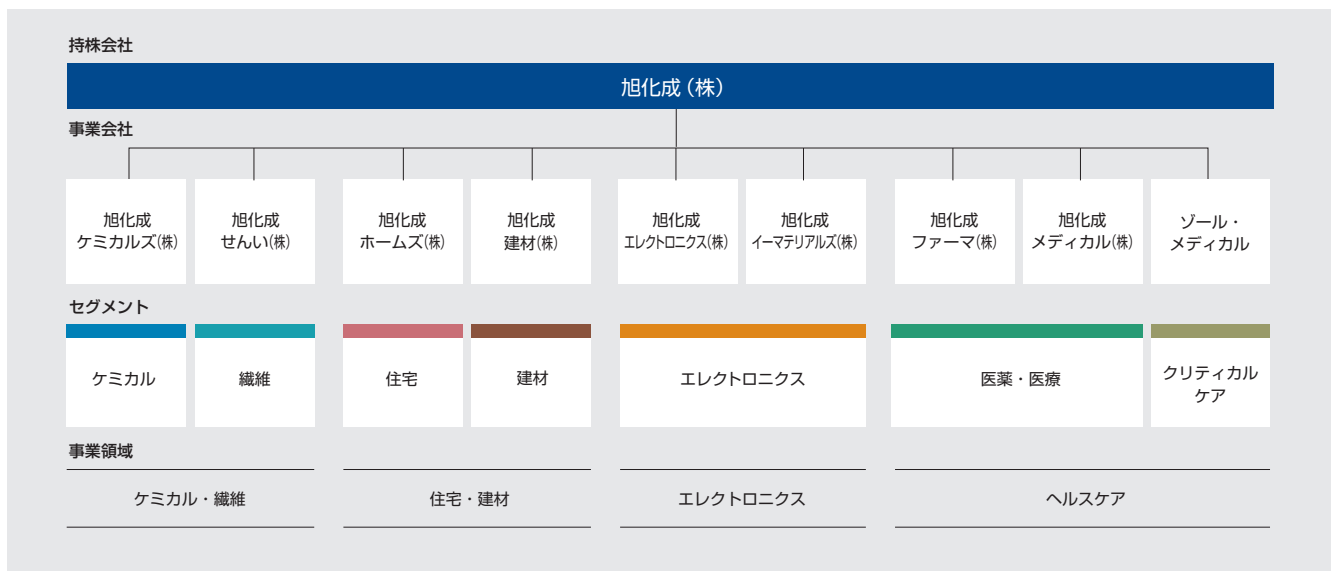 持株会社
旭化成（株）
事業会社
旭化成
ケミカルズ(株)
旭化成
せんい(株)
旭化成
ホームズ(株)
旭化成
建材(株)
旭化成
エレクトロニクス(株)
旭化成
イーマテリアルズ(株)
旭化成
ファーマ(株)
旭化成
メディカル(株)
ゾール・
メディカル
セグメント
ケミカル
繊維
住宅
建材
エレクトロニクス
医薬・医療
クリティカル
ケア
事業領域
ケミカル・繊維
住宅・建材
エレクトロニクス
ヘルスケア